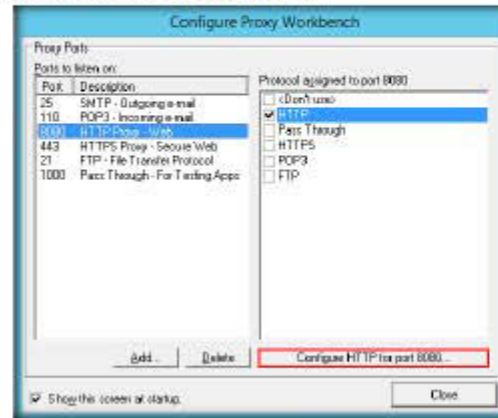 Configure Proxy Workbench
Proxy Ports
Ports to listen on:
Port Description
25 SMTP - Outgoing e-mail
110 POP3 - Incoming e-mail
8080 HTTP Proxy - Web
443 HTTPS Proxy - Secure Web
21 FTP - File Transfer Protocol
1000 Pass Through - For Testing Apps
Protocol assigned to port 8080
<Don't use>
HTTP
Pass Through
HTTPS
POP3
FTP
Add...
Delete
Configure HTTP for port 8080...
Show this screen at startup.
Close